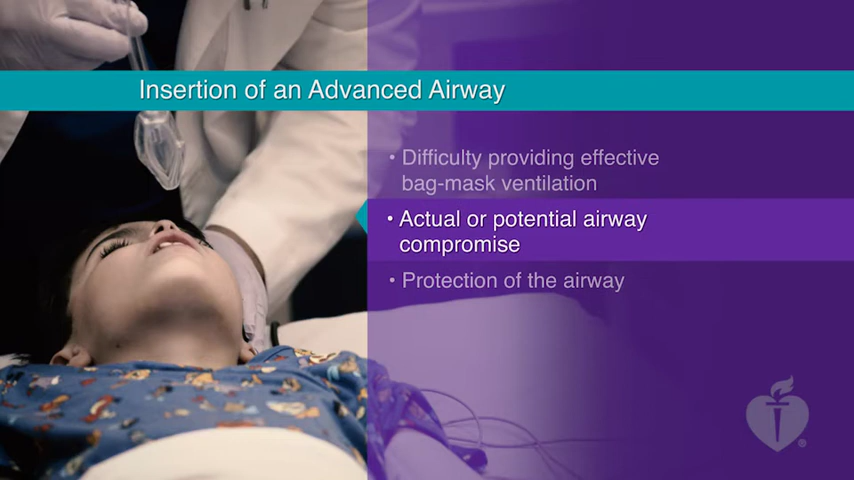 Insertion of an Advanced Airway
• Difficulty providing effective
bag-mask ventilation
• Actual or potential airway
compromise
• Protection of the airway
®